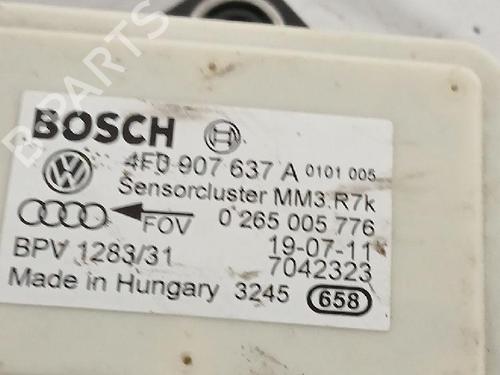 B-PARTS
BOSCH
4F0 907 637 A 0101 005
Sensorcluster MM3.R7k
FOV 0 265 005 776
19-07-11
BPV 1283/31 7042323
Made in Hungary 3245 658